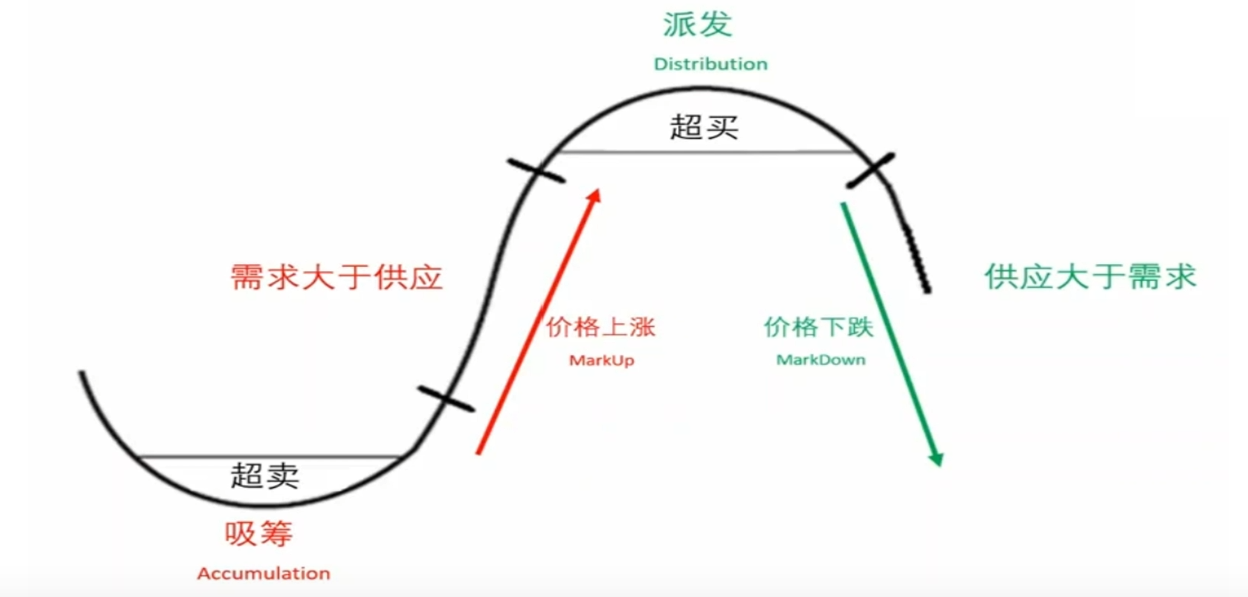 派发
Distribution
超买
需求大于供应
供应大于需求
价格上涨
MarkUp
价格下跌
MarkDown
超卖
吸筹
Accumulation